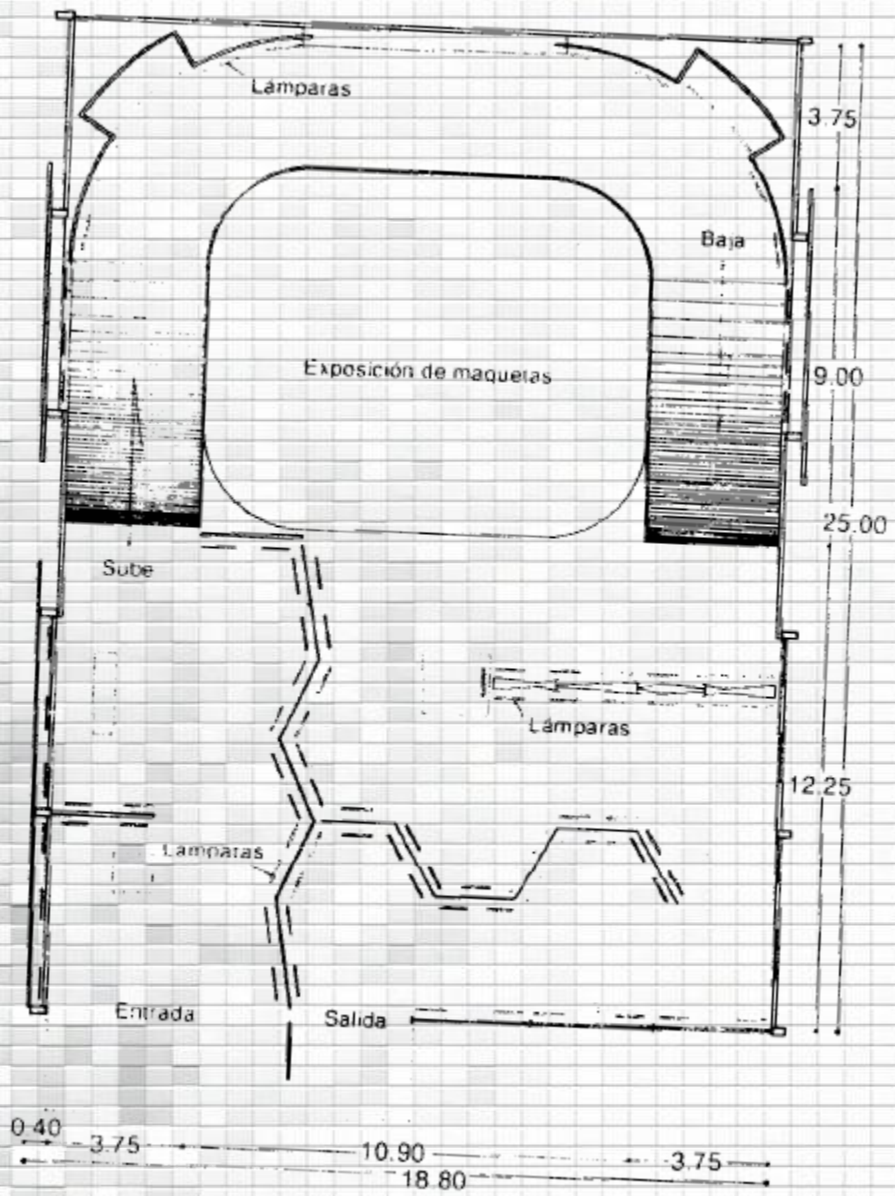 Lámparas
3.75
Baja
Exposición de maquetas
9.00
25.00
Sube
Lámparas
12.25
Lamparas
Entrada
Salida
0.40
3.75
10.90
3.75
18.80